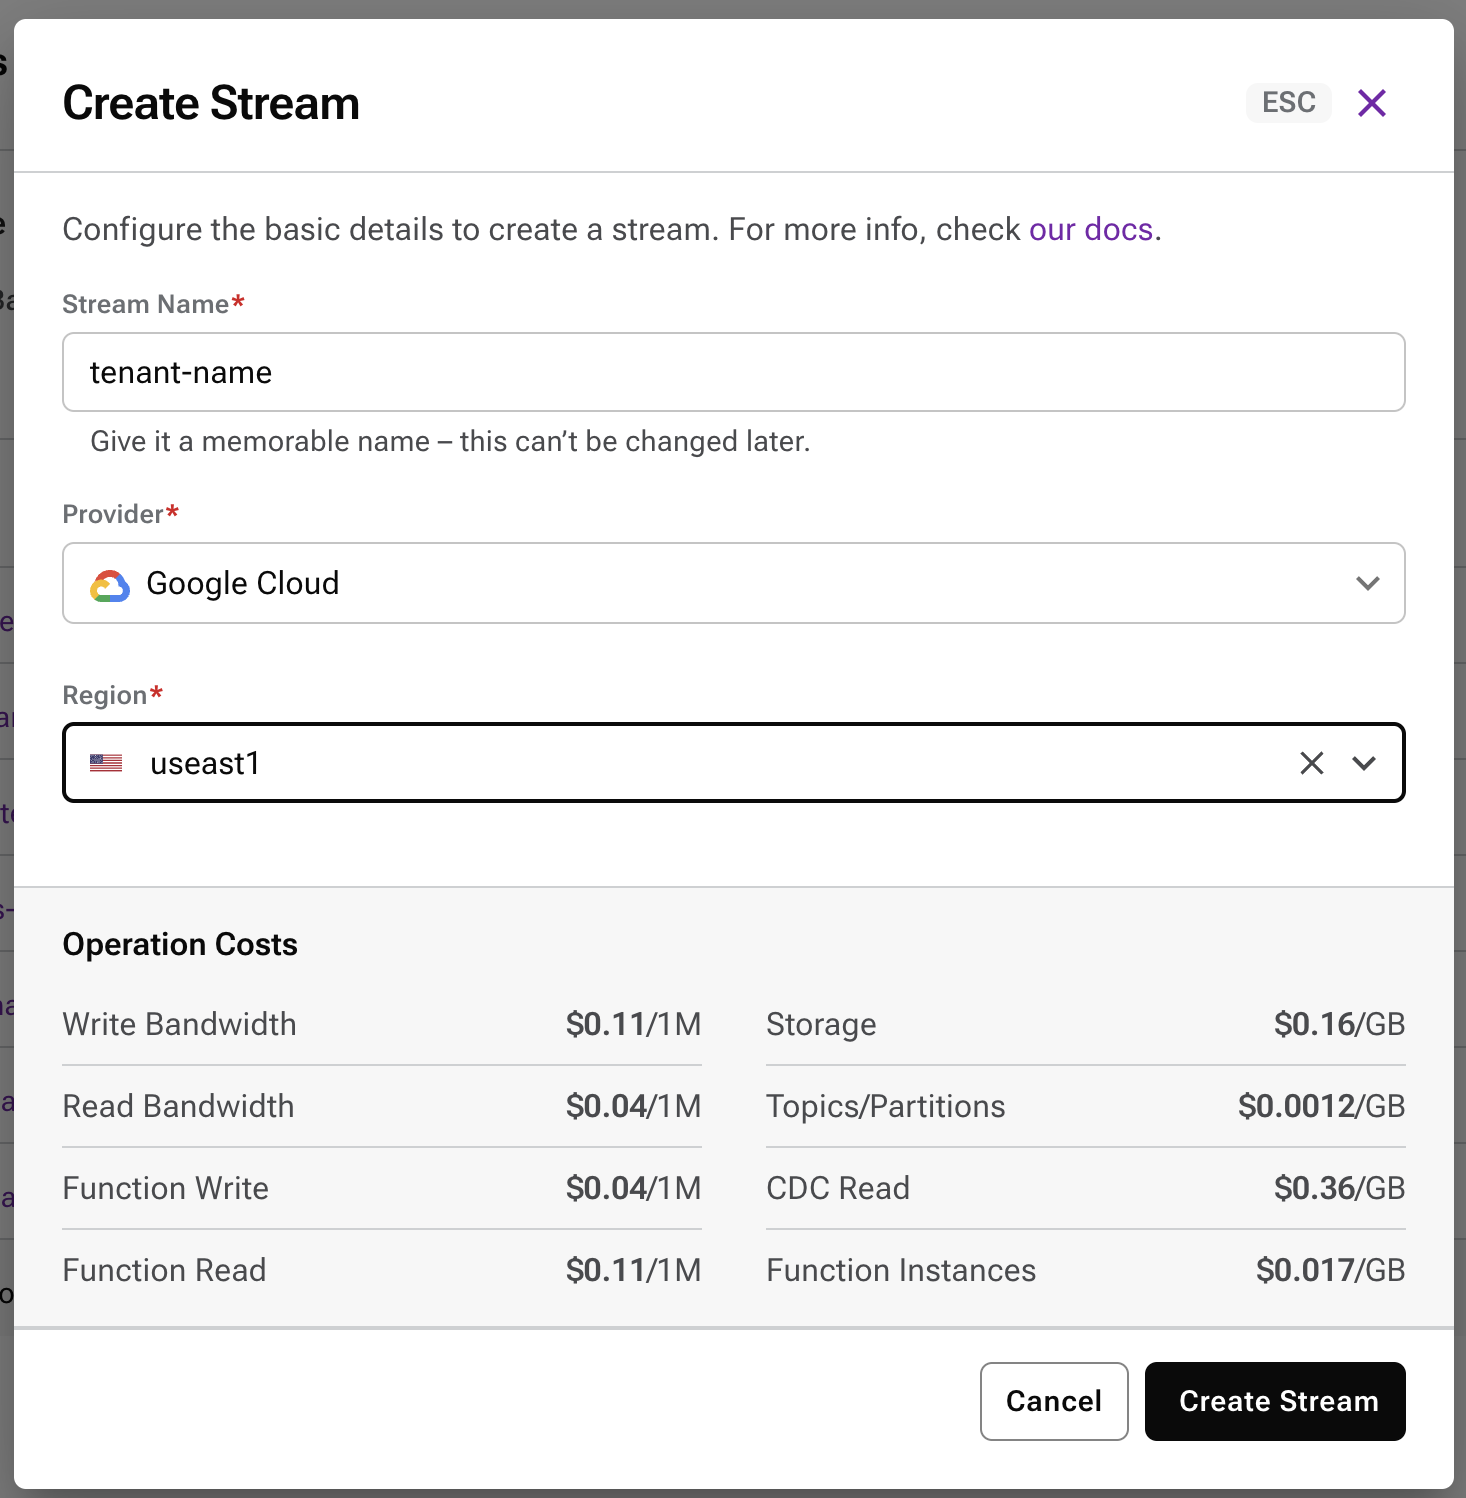 Create Stream
ESC
Configure the basic details to create a stream. For more info, check our docs.
Stream Name*
tenant-name
Give it a memorable name – this can’t be changed later.
Provider*
Google Cloud
Region*
useast1
Operation Costs
Write Bandwidth $0.11/1M
Storage $0.16/GB
Read Bandwidth $0.04/1M
Topics/Partitions $0.0012/GB
Function Write $0.04/1M
CDC Read $0.36/GB
Function Read $0.11/1M
Function Instances $0.017/GB
Cancel
Create Stream